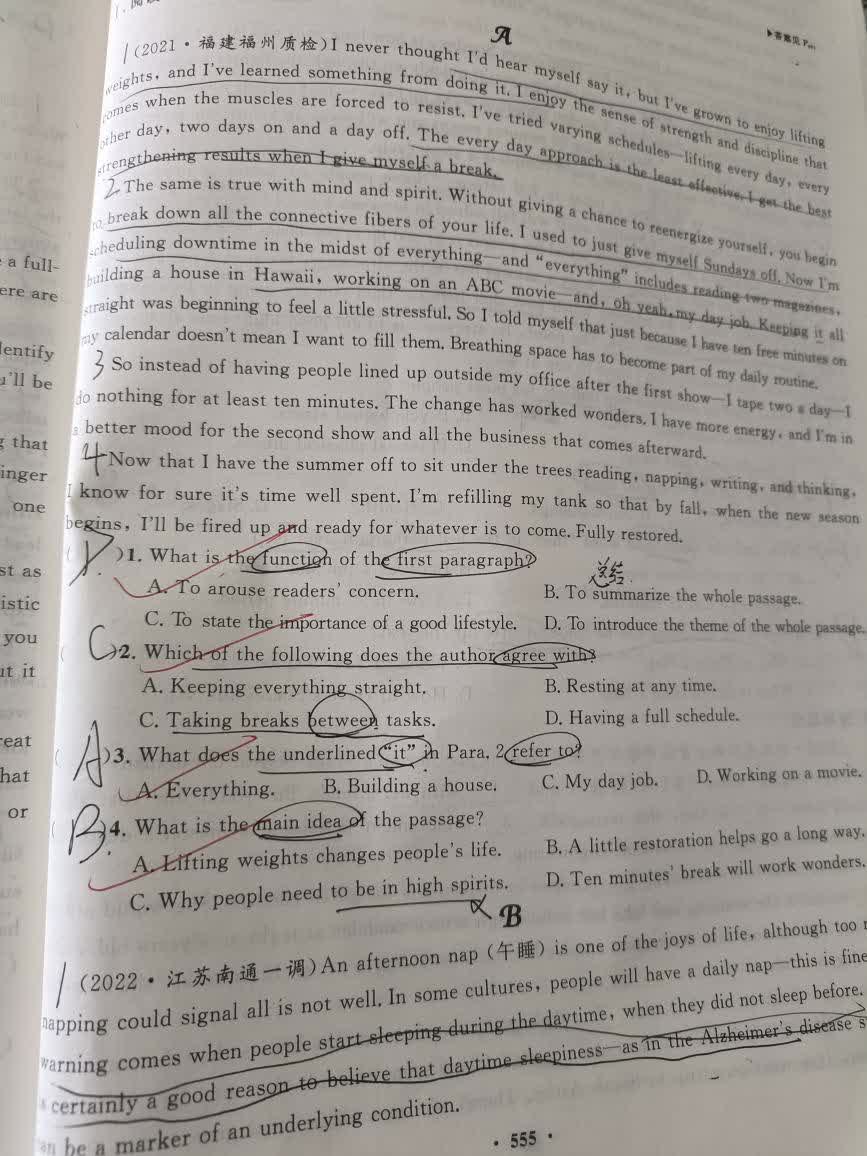 ▶答案见 P
A
1 (2021·福建福州质检) I never thought I'd hear myself say it, but I've grown to enjoy lifting
weights, and I've learned something from doing it. I enjoy the sense of strength and discipline that
comes when the muscles are forced to resist. I've tried varying schedules—lifting every day, every
other day, two days on and a day off. The every day approach is the least effective. I get the best
strengthening results when I give myself a break.
2 The same is true with mind and spirit. Without giving a chance to reenergize yourself, you begin
to break down all the connective fibers of your life. I used to just give myself Sundays off. Now I'm
scheduling downtime in the midst of everything—and “everything” includes reading two magazines,
building a house in Hawaii, working on an ABC movie—and, oh yeah, my day job. Keeping it all
straight was beginning to feel a little stressful. So I told myself that just because I have ten free minutes on
my calendar doesn't mean I want to fill them. Breathing space has to become part of my daily routine.
3 So instead of having people lined up outside my office after the first show—I tape two a day—I
do nothing for at least ten minutes. The change has worked wonders. I have more energy, and I'm in
a better mood for the second show and all the business that comes afterward.
4 Now that I have the summer off to sit under the trees reading, napping, writing, and thinking,
I know for sure it's time well spent. I'm refilling my tank so that by fall, when the new season
begins, I'll be fired up and ready for whatever is to come. Fully restored.
( )1. What is the function of the first paragraph?
A. To arouse readers' concern. B. To summarize the whole passage.
总结
C. To state the importance of a good lifestyle. D. To introduce the theme of the whole passage.
( C )2. Which of the following does the author agree with?
A. Keeping everything straight. B. Resting at any time.
C. Taking breaks between tasks. D. Having a full schedule.
( A )3. What does the underlined “it” in Para. 2 refer to?
A. Everything. B. Building a house. C. My day job. D. Working on a movie.
( B )4. What is the main idea of the passage?
A. Lifting weights changes people's life. B. A little restoration helps go a long way.
C. Why people need to be in high spirits. D. Ten minutes' break will work wonders.
B
1 (2022·江苏南通一调) An afternoon nap (午睡) is one of the joys of life, although too
napping could signal all is not well. In some cultures, people will have a daily nap—this is fine
warning comes when people start sleeping during the daytime, when they did not sleep before.
certainly a good reason to believe that daytime sleepiness—as in the Alzheimer's disease
be a marker of an underlying condition.
· 555 ·
a full-
ere are
dentify
u'll be
g that
inger
one
st as
istic
you
ut it
eat
hat
or